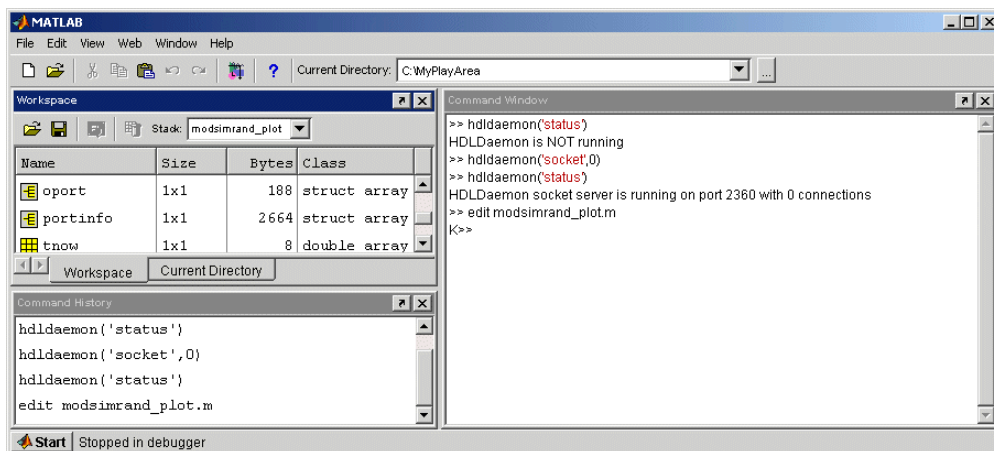 MATLAB
File Edit View Web Window Help
Current Directory: C:\MyPlayArea
...
Workspace
Stack: modsimrand_plot
Name Size Bytes Class
oport 1x1 188 struct array
portinfo 1x1 2664 struct array
tnow 1x1 8 double array
Workspace Current Directory
Command History
hdldaemon('status')
hdldaemon('socket',0)
hdldaemon('status')
edit modsimrand_plot.m
Command Window
>> hdldaemon('status')
HDLDaemon is NOT running
>> hdldaemon('socket',0)
>> hdldaemon('status')
HDLDaemon socket server is running on port 2360 with 0 connections
>> edit modsimrand_plot.m
K>>
Start Stopped in debugger